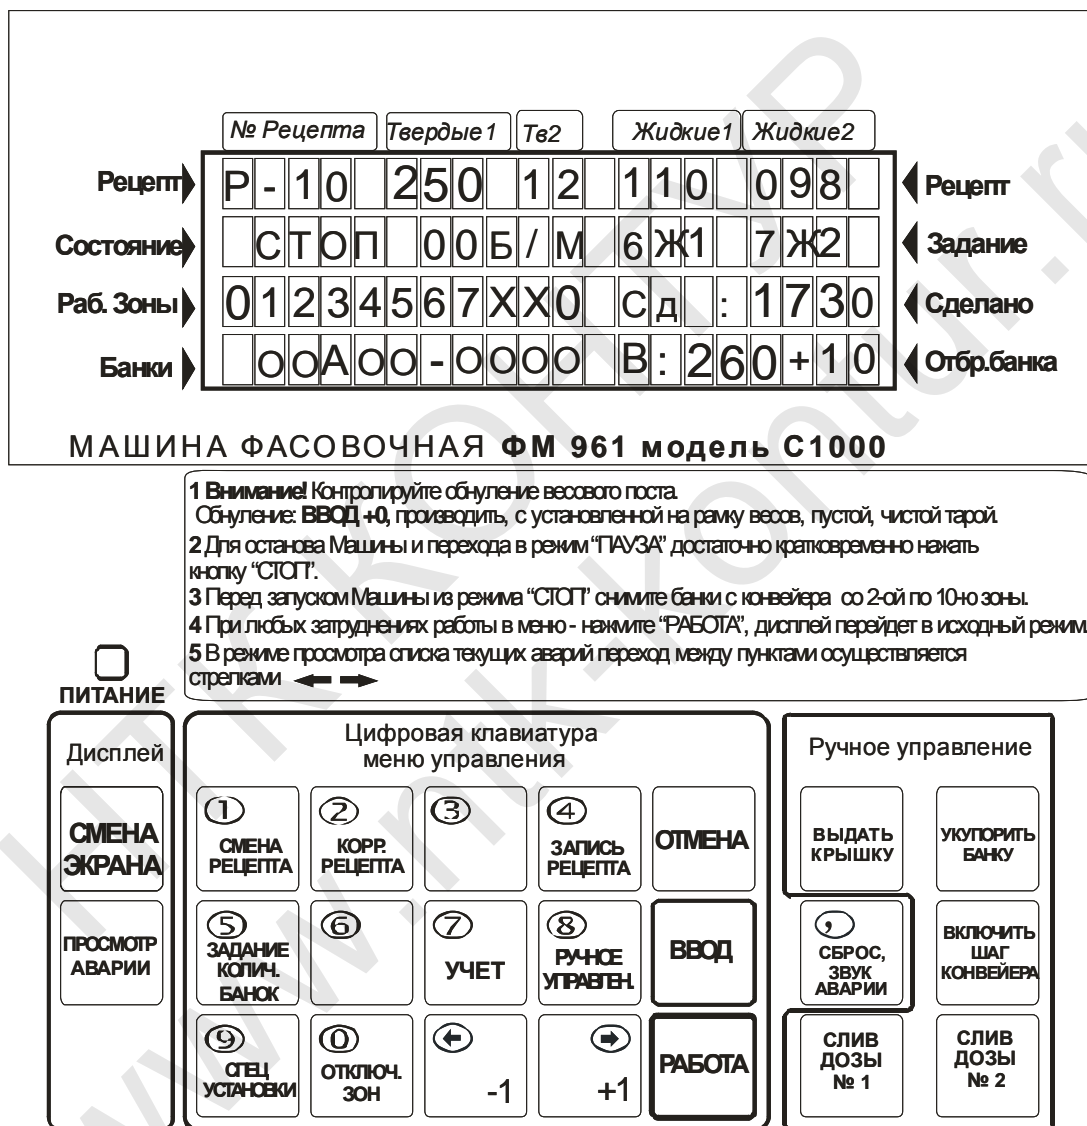 № Рецепта Твердые1 Тв2 Жидкие1 Жидкие2
Рецепт Р-10 250 12 110 098 Рецепт
Состояние СТОП 00Б/М 6Ж1 7Ж2 Задание
Раб. Зоны 01234567ХХ0 Сд : 1730 Сделано
Банки ооАоо-оооо В:260+10 Отбр.банка
МАШИНА ФАСОВОЧНАЯ ФМ 961 модель С1000
1 Внимание! Контролируйте обнуление весового поста.
Обнуление: ВВОД +0, производить, с установленной на рамку весов, пустой, чистой тарой.
2 Для останова Машины и перехода в режим “ПАУЗА” достаточно кратковременно нажать
кнопку “СТОП”.
3 Перед запуском Машины из режима “СТОП” снимите банки с конвейера со 2-ой по 10-ю зоны.
4 При любых затруднениях работы в меню - нажмите “РАБОТА”, дисплей перейдет в исходный режим.
5 В режиме просмотра списка текущих аварий переход между пунктами осуществляется
стрелками
ПИТАНИЕ
Дисплей
СМЕНА
ЭКРАНА
ПРОСМОТР
АВАРИИ
Цифровая клавиатура
меню управления
1
СМЕНА
РЕЦЕПТА
2
КОРР.
РЕЦЕПТА
3
4
ЗАПИСЬ
РЕЦЕПТА
ОТМЕНА
5
ЗАДАНИЕ
КОЛИЧ.
БАНОК
6
7
УЧЕТ
8
РУЧНОЕ
УПРАВЛЕН.
ВВОД
9
СПЕЦ
УСТАНОВКИ
0
ОТКЛЮЧ.
ЗОН
-1
+1
РАБОТА
Ручное управление
ВЫДАТЬ
КРЫШКУ
УКУПОРИТЬ
БАНКУ
,
СБРОС,
ЗВУК
АВАРИИ
ВКЛЮЧИТЬ
ШАГ
КОНВЕЙЕРА
СЛИВ
ДОЗЫ
№ 1
СЛИВ
ДОЗЫ
№ 2
НТК КОНТУР
www.ntk-kontur.r